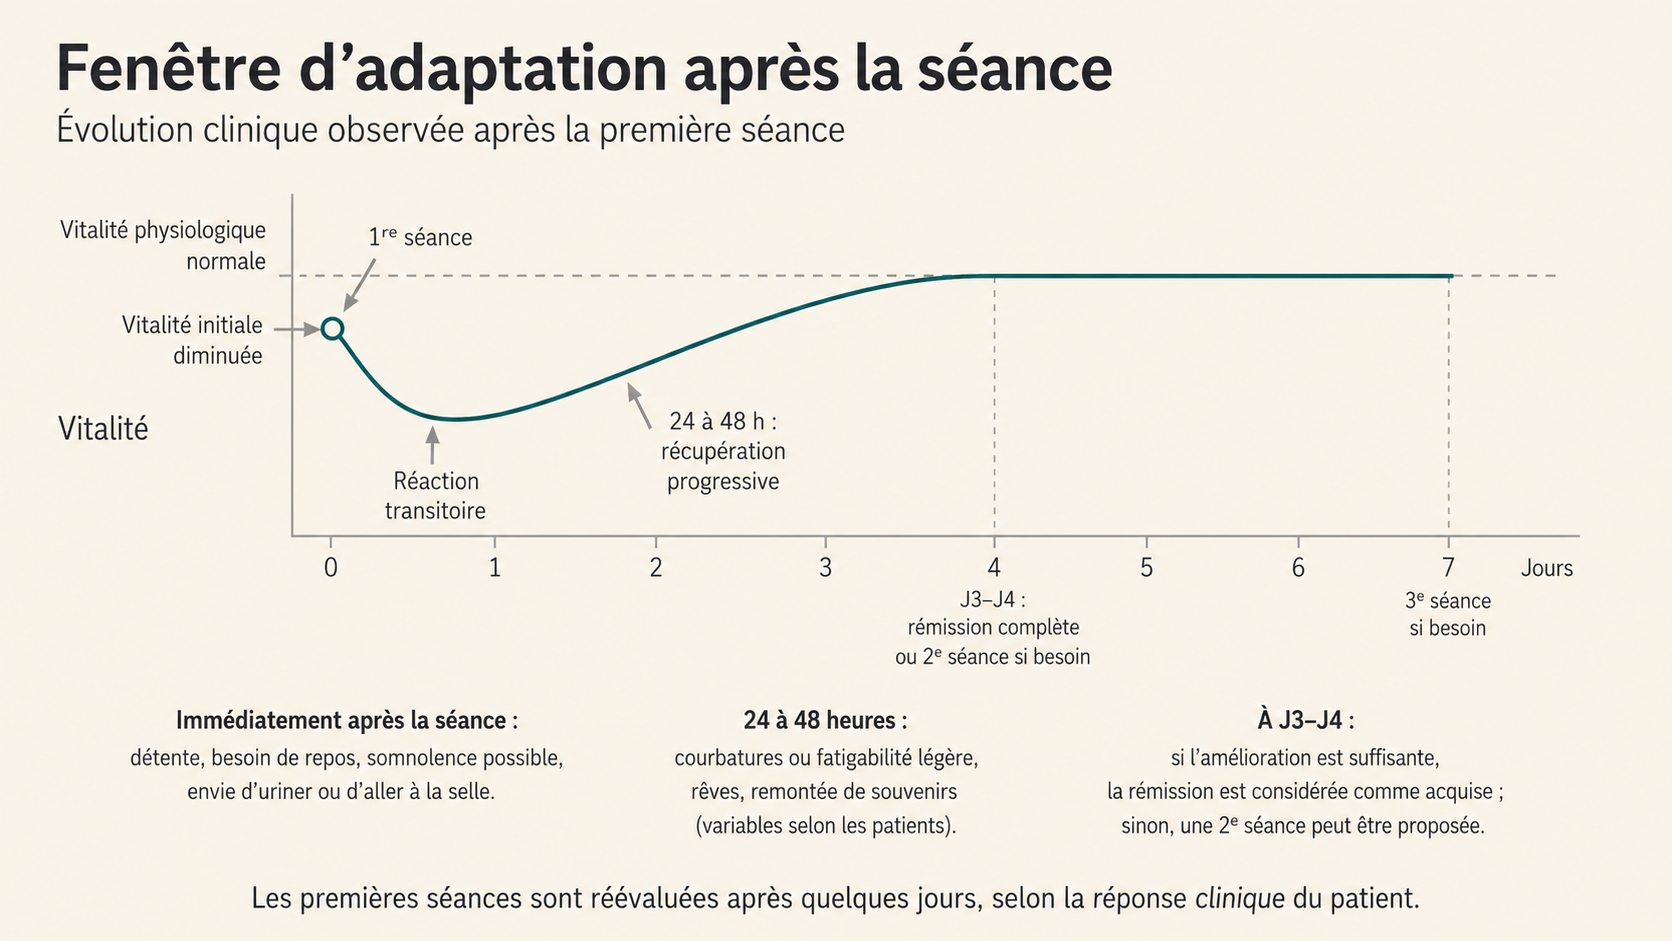 Fenêtre d’adaptation après la séance
Évolution clinique observée après la première séance
Vitalité physiologique
normale
1re séance
Vitalité initiale
diminuée
Vitalité
24 à 48 h :
récupération
progressive
Réaction
transitoire
0 1 2 3 4 5 6 7 Jours
J3–J4 :
rémission complète
ou 2e séance si besoin
3e séance
si besoin
Immédiatement après la séance :
détente, besoin de repos, somnolence possible,
envie d’uriner ou d’aller à la selle.
24 à 48 heures :
courbatures ou fatigabilité légère,
rêves, remontée de souvenirs
(variables selon les patients).
À J3–J4 :
si l’amélioration est suffisante,
la rémission est considérée comme acquise ;
sinon, une 2e séance peut être proposée.
Les premières séances sont réévaluées après quelques jours, selon la réponse clinique du patient.